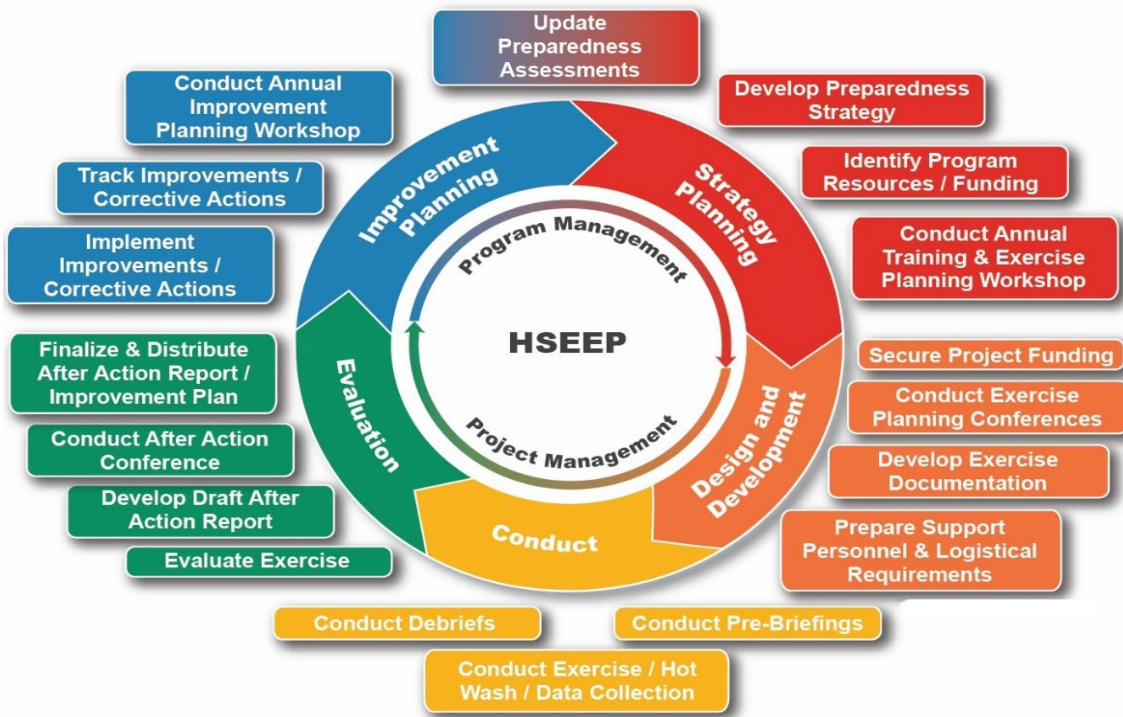 Update
Preparedness
Assessments
Develop Preparedness
Strategy
Identify Program
Resources / Funding
Conduct Annual
Training & Exercise
Planning Workshop
Secure Project Funding
Conduct Exercise
Planning Conferences
Develop Exercise
Documentation
Prepare Support
Personnel & Logistical
Requirements
Conduct Pre-Briefings
Conduct Exercise / Hot
Wash / Data Collection
Conduct Debriefs
Evaluate Exercise
Develop Draft After
Action Report
Conduct After Action
Conference
Finalize & Distribute
After Action Report /
Improvement Plan
Implement
Improvements /
Corrective Actions
Track Improvements /
Corrective Actions
Conduct Annual
Improvement
Planning Workshop
Strategy
Planning
Design and
Development
Conduct
Evaluation
Improvement
Planning
Program Management
HSEEP
Project Management